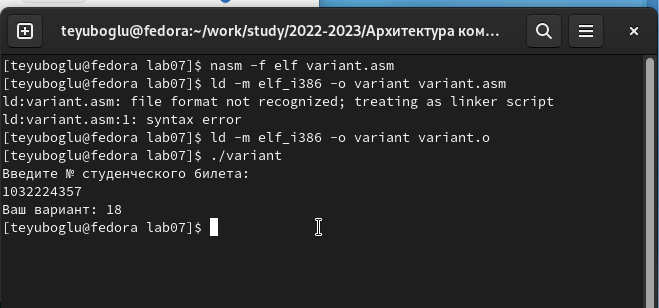 teyuboglu@fedora:~/work/study/2022-2023/Архитектура ком...
[teyuboglu@fedora lab07]$ nasm -f elf variant.asm
[teyuboglu@fedora lab07]$ ld -m elf_i386 -o variant variant.asm
ld:variant.asm: file format not recognized; treating as linker script
ld:variant.asm:1: syntax error
[teyuboglu@fedora lab07]$ ld -m elf_i386 -o variant variant.o
[teyuboglu@fedora lab07]$ ./variant
Введите № студенческого билета:
1032224357
Ваш вариант: 18
[teyuboglu@fedora lab07]$